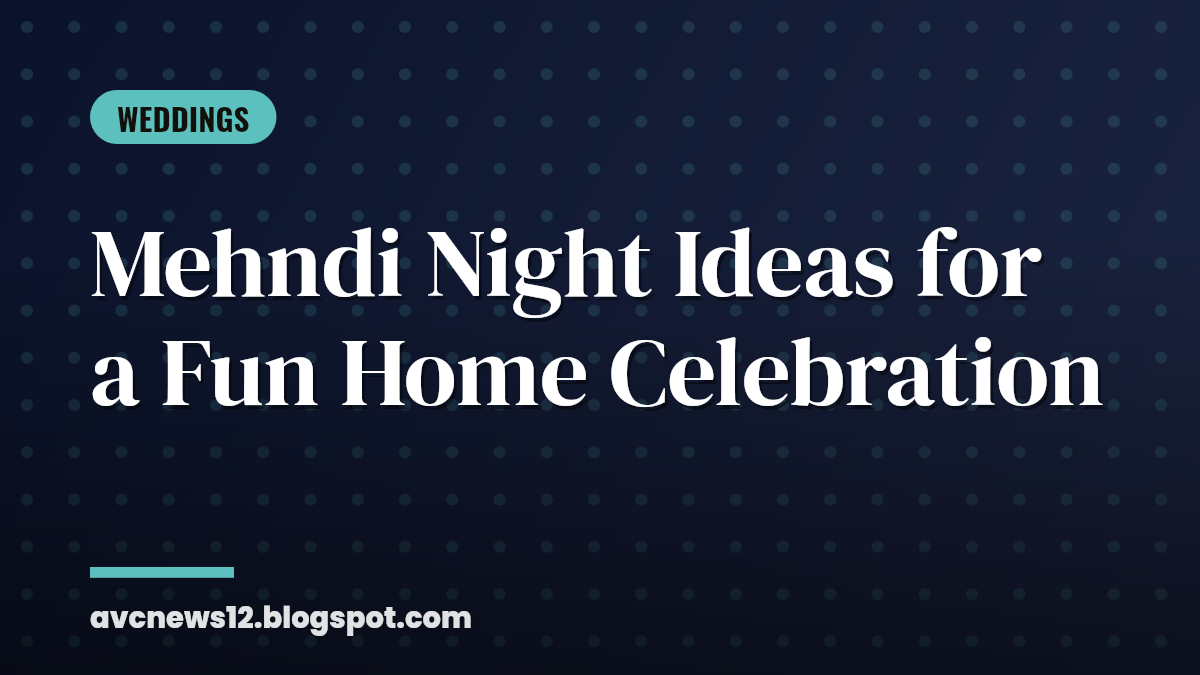 WEDDINGS
Mehndi Night Ideas for
a Fun Home Celebration
avcnews12.blogspot.com